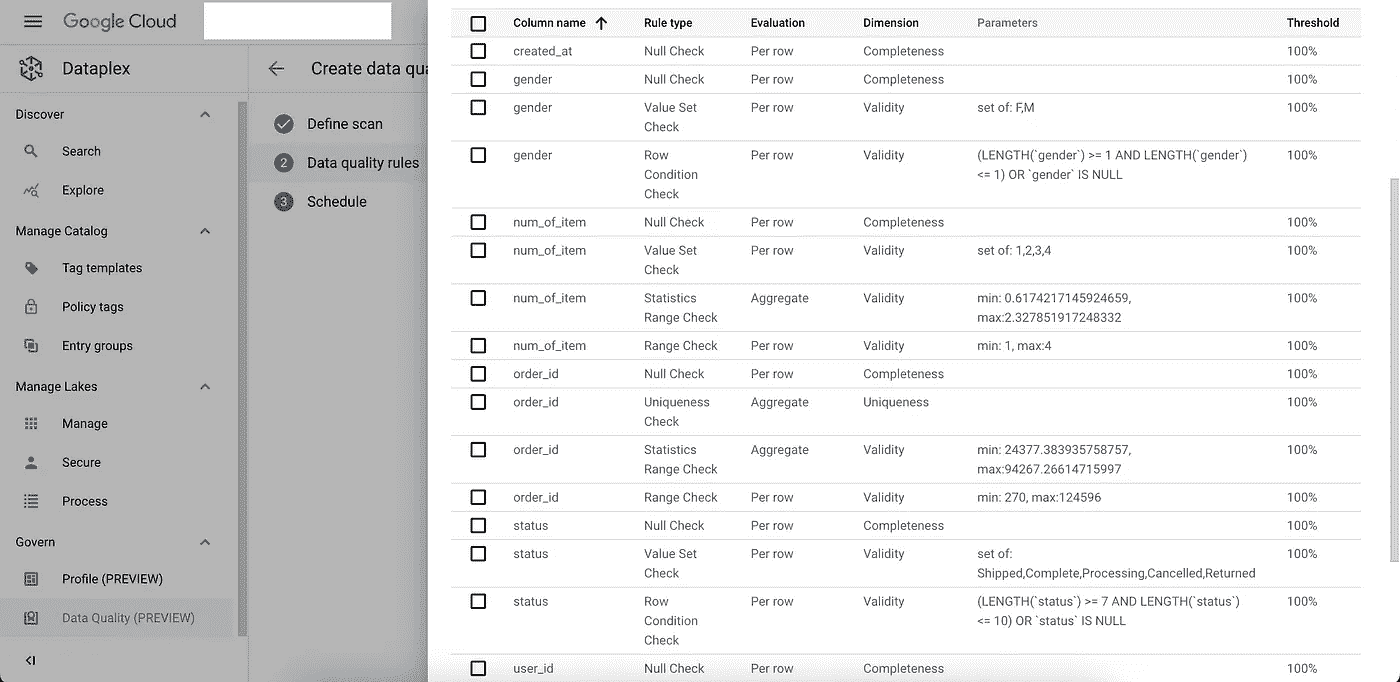 Google Cloud
Dataplex
Create data qua
Discover
Search
Explore
Manage Catalog
Tag templates
Policy tags
Entry groups
Manage Lakes
Manage
Secure
Process
Govern
Profile (PREVIEW)
Data Quality (PREVIEW)
Define scan
2 Data quality rules
3 Schedule
Column name Rule type Evaluation Dimension Parameters Threshold
created_at Null Check Per row Completeness 100%
gender Null Check Per row Completeness 100%
gender Value Set Per row Validity set of: F,M 100%
Check
gender Row Per row Validity (LENGTH(`gender`) >= 1 AND LENGTH(`gender`) 100%
Condition <= 1) OR `gender` IS NULL
Check
num_of_item Null Check Per row Completeness 100%
num_of_item Value Set Per row Validity set of: 1,2,3,4 100%
Check
num_of_item Statistics Aggregate Validity min: 0.6174217145924659, 100%
Range Check max:2.327851917248332
num_of_item Range Check Per row Validity min: 1, max:4 100%
order_id Null Check Per row Completeness 100%
order_id Uniqueness Aggregate Uniqueness 100%
Check
order_id Statistics Aggregate Validity min: 24377.383935758757, 100%
Range Check max:94267.26614715997
order_id Range Check Per row Validity min: 270, max:124596 100%
status Null Check Per row Completeness 100%
status Value Set Per row Validity set of: 100%
Check Shipped,Complete,Processing,Cancelled,Returned
status Row Per row Validity (LENGTH(`status`) >= 7 AND LENGTH(`status`) 100%
Condition <= 10) OR `status` IS NULL
Check
user_id Null Check Per row Completeness 100%